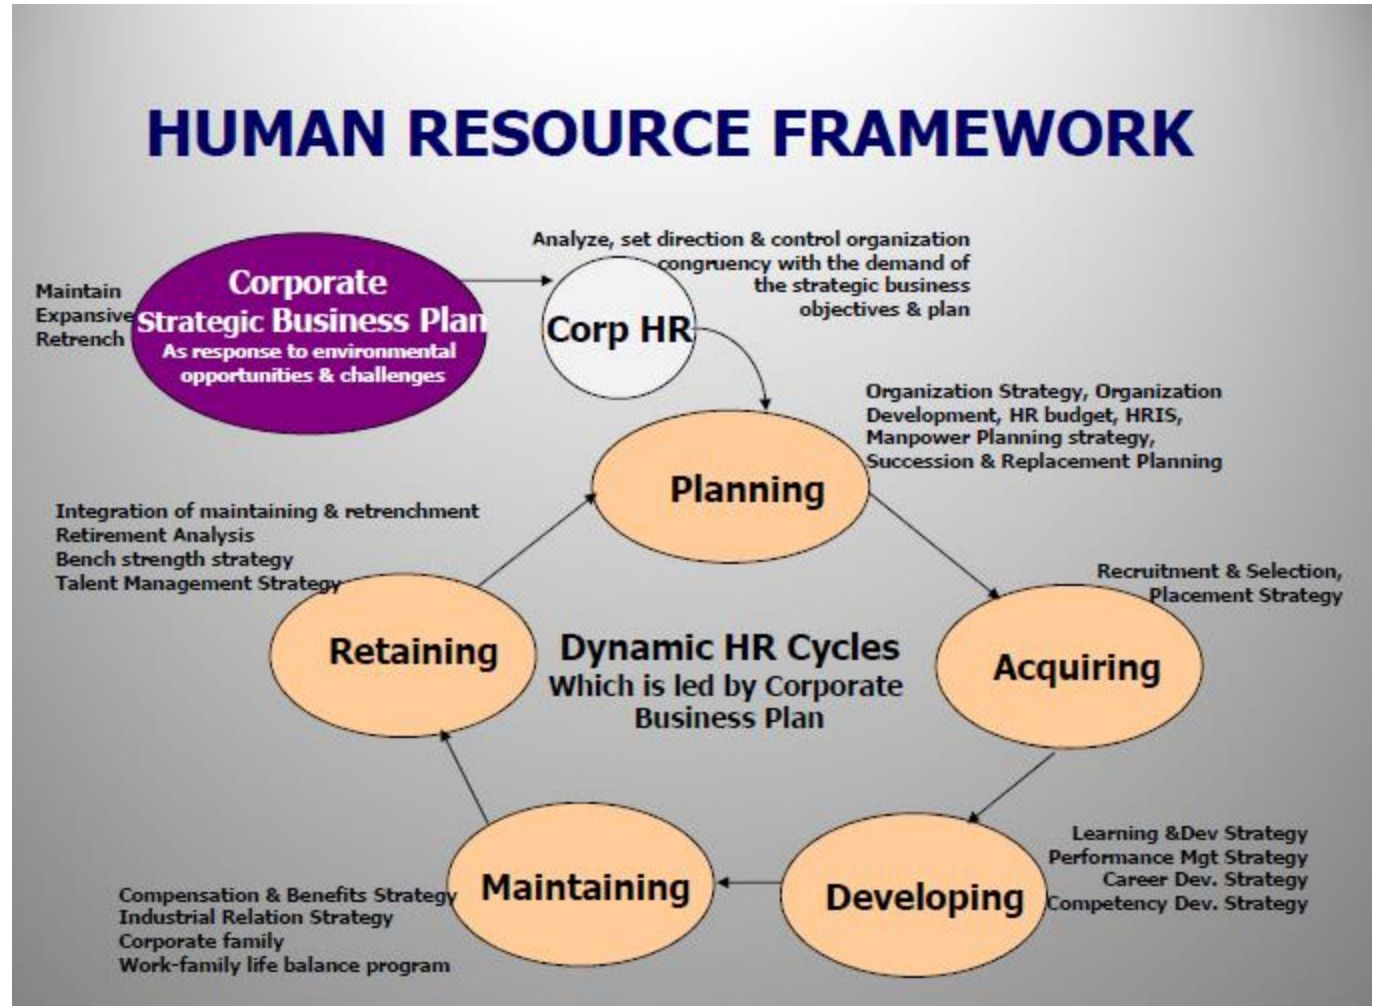 HUMAN RESOURCE FRAMEWORK
Maintain
Expansive
Retrench
Corporate
Strategic Business Plan
As response to environmental
opportunities & challenges
Analyze, set direction & control organization
congruency with the demand of
the strategic business
objectives & plan
Corp HR
Organization Strategy, Organization
Development, HR budget, HRIS,
Manpower Planning strategy,
Succession & Replacement Planning
Planning
Integration of maintaining & retrenchment
Retirement Analysis
Bench strength strategy
Talent Management Strategy
Retaining
Dynamic HR Cycles
Which is led by Corporate
Business Plan
Recruitment & Selection,
Placement Strategy
Acquiring
Learning &Dev Strategy
Performance Mgt Strategy
Career Dev. Strategy
Competency Dev. Strategy
Developing
Maintaining
Compensation & Benefits Strategy
Industrial Relation Strategy
Corporate family
Work-family life balance program